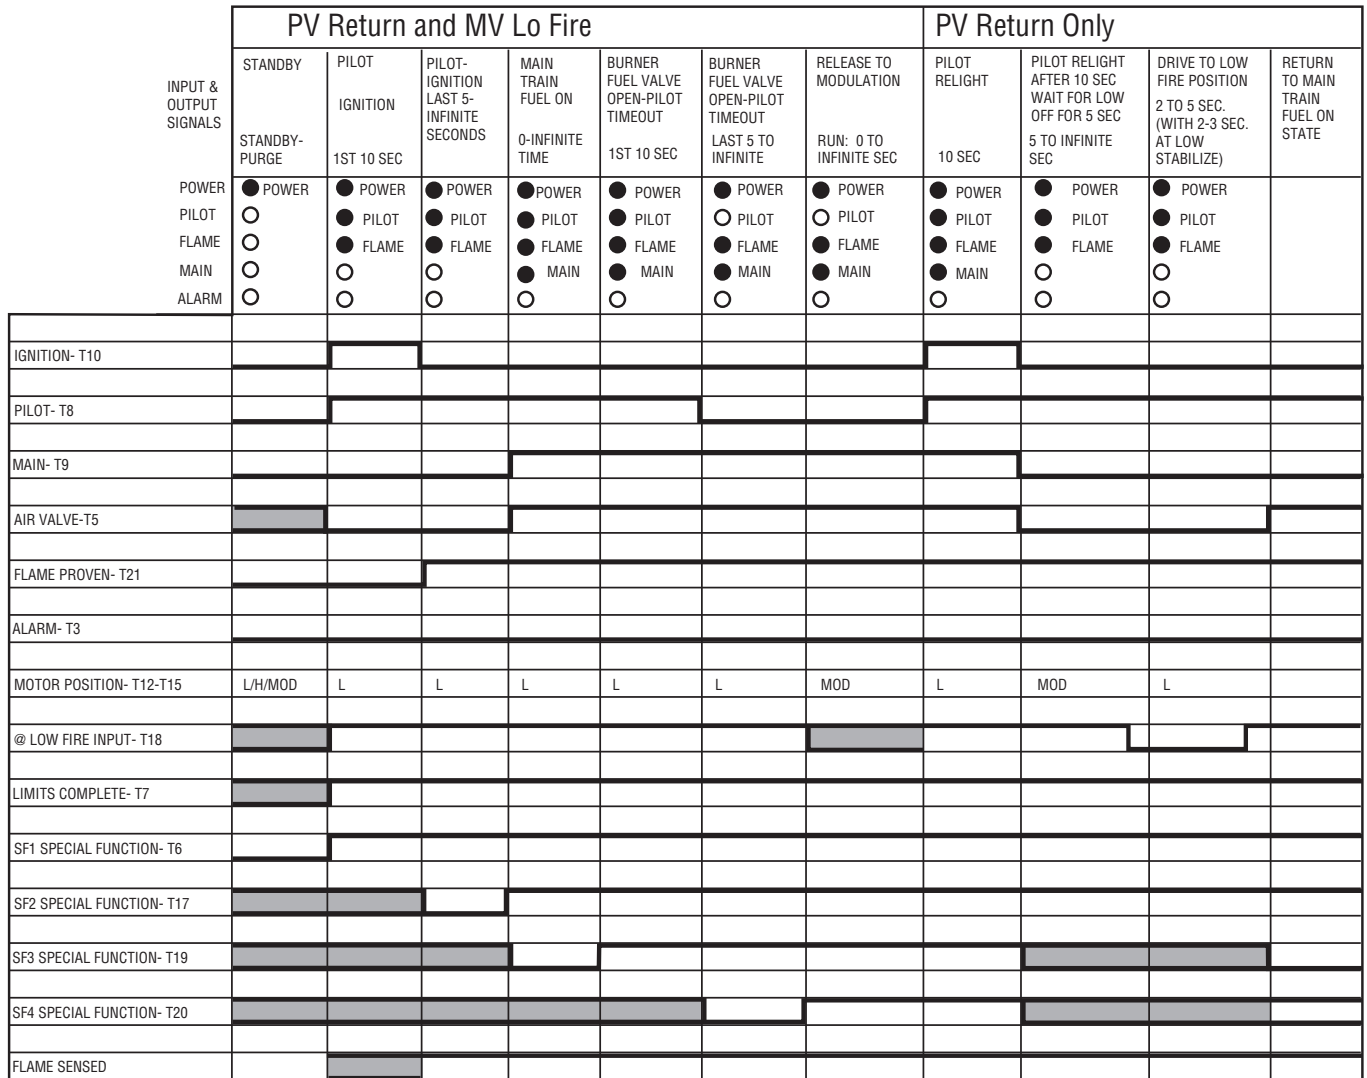 PV Return and MV Lo Fire
PV Return Only
INPUT &
OUTPUT
SIGNALS
STANDBY
STANDBY-
PURGE
PILOT
IGNITION
1ST 10 SEC
PILOT-
IGNITION
LAST 5-
INFINITE
SECONDS
MAIN
TRAIN
FUEL ON
0-INFINITE
TIME
BURNER
FUEL VALVE
OPEN-PILOT
TIMEOUT
1ST 10 SEC
BURNER
FUEL VALVE
OPEN-PILOT
TIMEOUT
LAST 5 TO
INFINITE
RELEASE TO
MODULATION
RUN: 0 TO
INFINITE SEC
PILOT
RELIGHT
10 SEC
PILOT RELIGHT
AFTER 10 SEC
WAIT FOR LOW
OFF FOR 5 SEC
5 TO INFINITE
SEC
DRIVE TO LOW
FIRE POSITION
2 TO 5 SEC.
(WITH 2-3 SEC.
AT LOW
STABILIZE)
RETURN
TO MAIN
TRAIN
FUEL ON
STATE
POWER POWER POWER POWER POWER POWER POWER POWER POWER POWER POWER
PILOT PILOT PILOT PILOT PILOT PILOT PILOT PILOT PILOT PILOT
FLAME FLAME FLAME FLAME FLAME FLAME FLAME FLAME FLAME FLAME
MAIN MAIN MAIN MAIN MAIN MAIN
ALARM
IGNITION- T10
PILOT- T8
MAIN- T9
AIR VALVE-T5
FLAME PROVEN- T21
ALARM- T3
MOTOR POSITION- T12-T15 L/H/MOD L L L L L MOD L MOD L
@ LOW FIRE INPUT- T18
LIMITS COMPLETE- T7
SF1 SPECIAL FUNCTION- T6
SF2 SPECIAL FUNCTION- T17
SF3 SPECIAL FUNCTION- T19
SF4 SPECIAL FUNCTION- T20
FLAME SENSED